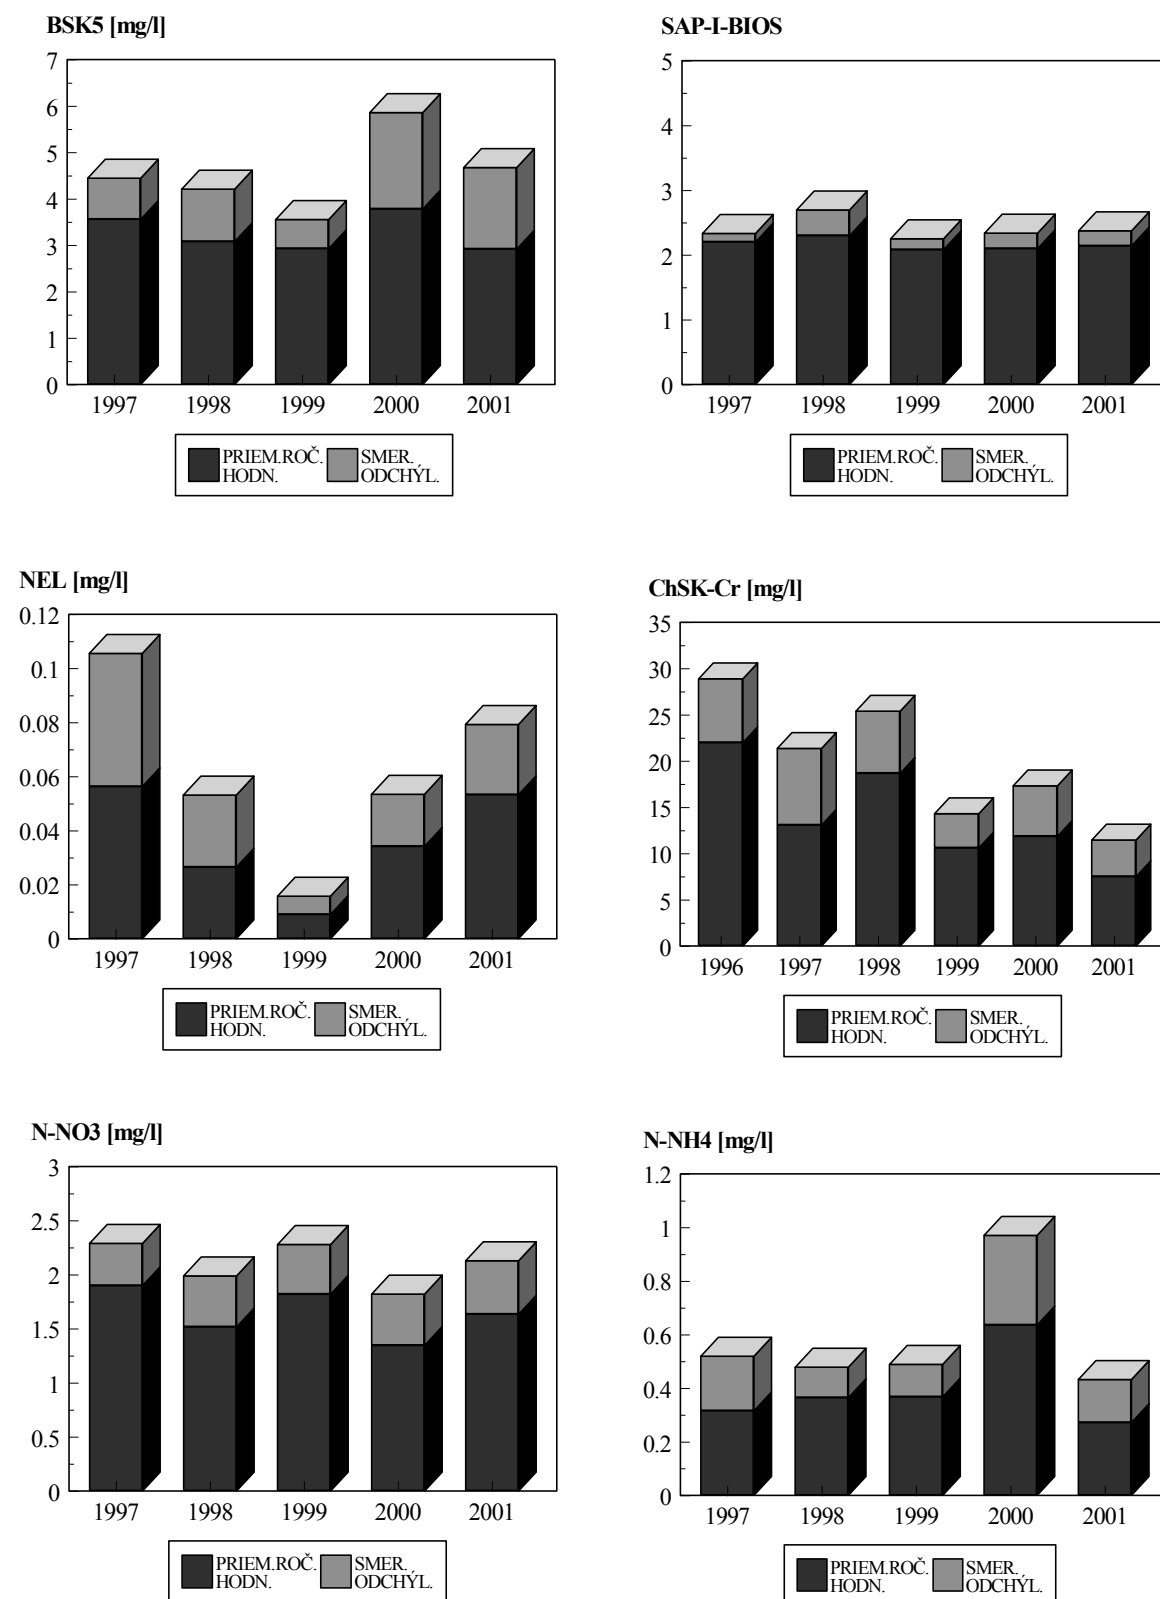 BSK5 [mg/l]
7
6
5
4
3
2
1
0
1997 1998 1999 2000 2001
PRIEM.ROČ. SMER.
HODN. ODCHÝL.
SAP-I-BIOS
5
4
3
2
1
0
1997 1998 1999 2000 2001
PRIEM.ROČ. SMER.
HODN. ODCHÝL.
NEL [mg/l]
0.12
0.1
0.08
0.06
0.04
0.02
0
1997 1998 1999 2000 2001
PRIEM.ROČ. SMER.
HODN. ODCHÝL.
ChSK-Cr [mg/l]
35
30
25
20
15
10
5
0
1996 1997 1998 1999 2000 2001
PRIEM.ROČ. SMER.
HODN. ODCHÝL.
N-NO3 [mg/l]
3
2.5
2
1.5
1
0.5
0
1997 1998 1999 2000 2001
PRIEM.ROČ. SMER.
HODN. ODCHÝL.
N-NH4 [mg/l]
1.2
1
0.8
0.6
0.4
0.2
0
1997 1998 1999 2000 2001
PRIEM.ROČ. SMER.
HODN. ODCHÝL.